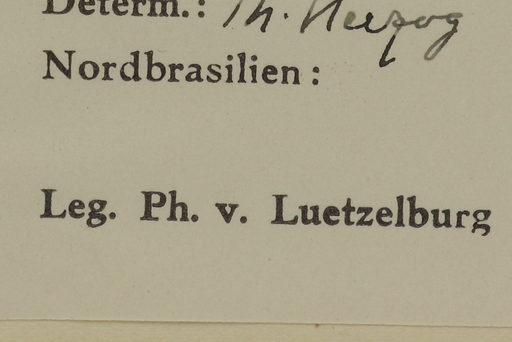 Determ.: Th. Herzog
Nordbrasilien:
Leg. Ph. v. Luetzelburg